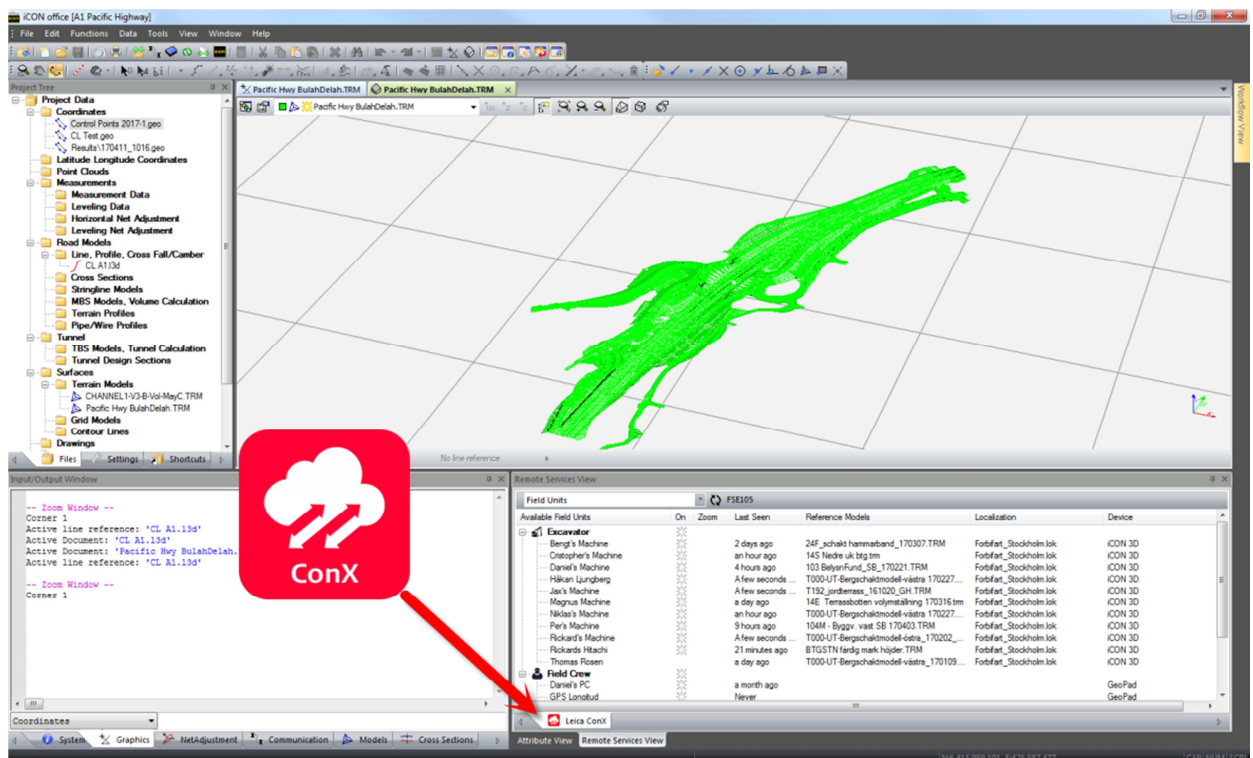 iCON office [A1 Pacific Highway]
File Edit Functions Data Tools View Window Help
Project Tree
Project Data
Coordinates
Control Points 2017-1.geo
CL Test.geo
Results\170411_1016.geo
Latitude Longitude Coordinates
Point Clouds
Measurements
Measurement Data
Leveling Data
Horizontal Net Adjustment
Leveling Net Adjustment
Road Models
Line, Profile, Cross Fall/Camber
CL A1.l3d
Cross Sections
Stringline Models
MBS Models, Volume Calculation
Terrain Profiles
Pipe/Wire Profiles
Tunnel
TBS Models, Tunnel Calculation
Tunnel Design Sections
Surfaces
Terrain Models
CHANNEL1-V3-B-Vol-MayC.TRM
Pacific Hwy BulahDelah.TRM
Grid Models
Contour Lines
Drawings
Files Settings Shortcuts
Pacific Hwy BulahDelah.TRM Pacific Hwy BulahDelah.TRM
Pacific Hwy BulahDelah.TRM
Workflow View
No line reference
Input/Output Window
-- Zoom Window --
Corner 1
Active line reference: 'CL A1.l3d'
Active Document: 'CL A1.l3d'
Active Document: 'Pacific Hwy BulahDelah.
Active line reference: 'CL A1.l3d'
-- Zoom Window --
Corner 1
Coordinates
System Graphics NetAdjustment Communication Models Cross Sections
ConX
Remote Services View
Field Units F5E105
Available Field Units On Zoom Last Seen Reference Models Localization Device
Excavator
Bengt's Machine 2 days ago 24F_schakt hammarband_170307.TRM Forbifart_Stockholm.lok iCON 3D
Cristopher's Machine an hour ago 14S Nedre uk btg.trm Forbifart_Stockholm.lok iCON 3D
Daniel's Machine 4 hours ago 103 BelyanFund_SB_170221.TRM Forbifart_Stockholm.lok iCON 3D
Håkan Ljungberg A few seconds ... T000-UT-Bergschaktmodell-västra 170227.... Forbifart_Stockholm.lok iCON 3D
Jax's Machine A few seconds ... T192_jordterrass_161020_GH.TRM Forbifart_Stockholm.lok iCON 3D
Magnus Machine a day ago 14E Terrassbotten volymställning 170316.trm Forbifart_Stockholm.lok iCON 3D
Niklas's Machine an hour ago T000-UT-Bergschaktmodell-västra 170227.... Forbifart_Stockholm.lok iCON 3D
Per's Machine 9 hours ago 104M - Byggv. vast SB 170403.TRM Forbifart_Stockholm.lok iCON 3D
Rickard's Machine A few seconds ... T000-UT-Bergschaktmodell-östra_170202_... Forbifart_Stockholm.lok iCON 3D
Rickards Hitachi 21 minutes ago BTGSTN färdig mark höjder.TRM Forbifart_Stockholm.lok iCON 3D
Thomas Rosen a day ago T000-UT-Bergschaktmodell-västra_170109.... Forbifart_Stockholm.lok iCON 3D
Field Crew
Daniel's PC a month ago GeoPad
GPS Longitud Never GeoPad
Leica ConX
Attribute View Remote Services View